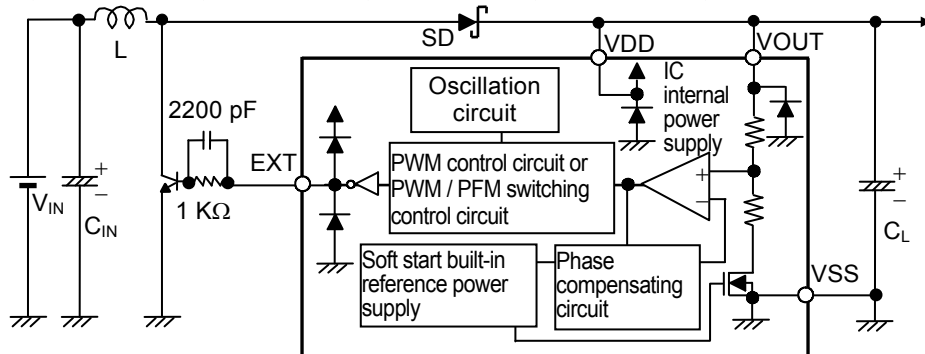 L
SD
VDD
VOUT
2200 pF
Oscillation
circuit
IC
internal
power
supply
EXT
PWM control circuit or
PWM / PFM switching
control circuit
+
−
VIN
+
−
CIN
1 KΩ
+
−
CL
Soft start built-in
reference power
supply
Phase
compensating
circuit
VSS